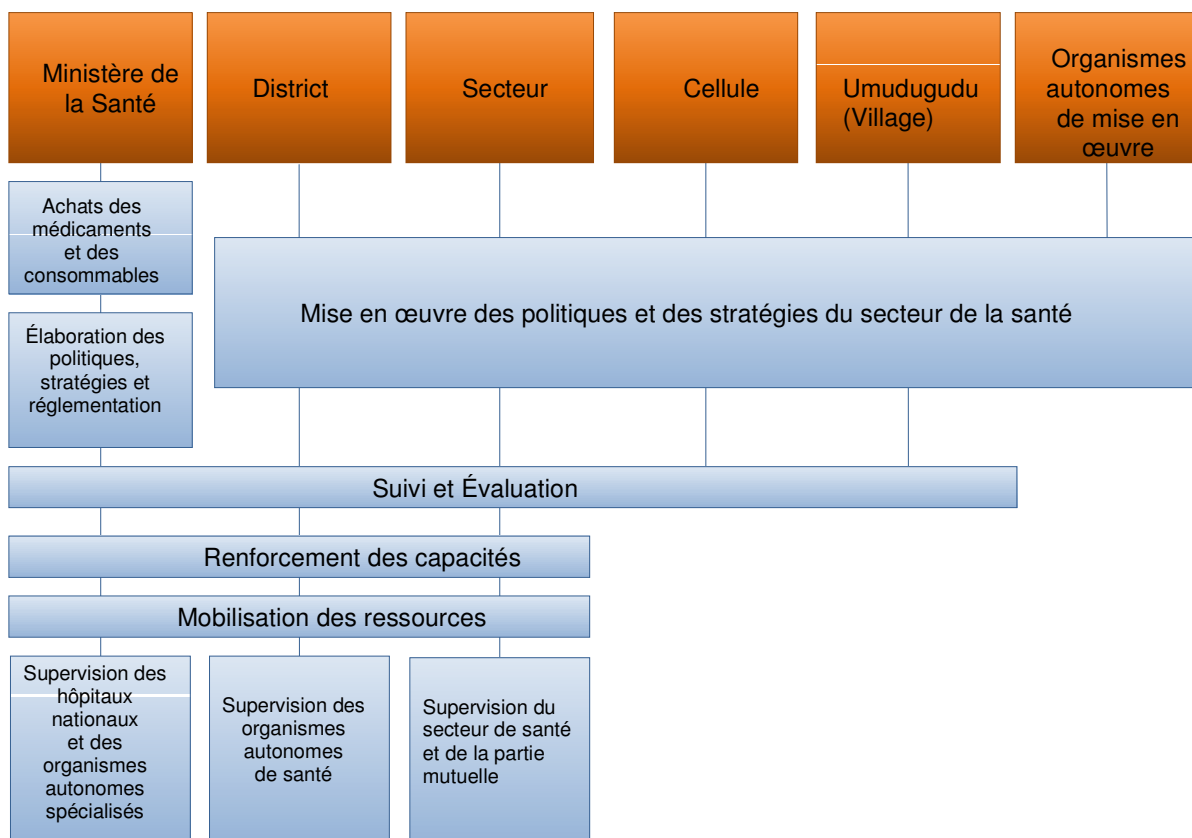 Ministère de
la Santé
District
Secteur
Cellule
Umudugudu
(Village)
Organismes
autonomes
de mise en
œuvre
Achats des
médicaments
et des
consommables
Mise en œuvre des politiques et des stratégies du secteur de la santé
Élaboration des
politiques,
stratégies et
réglementation
Suivi et Évaluation
Renforcement des capacités
Mobilisation des ressources
Supervision des
hôpitaux
nationaux
et des
organismes
autonomes
spécialisés
Supervision des
organismes
autonomes
de santé
Supervision du
secteur de santé
et de la partie
mutuelle